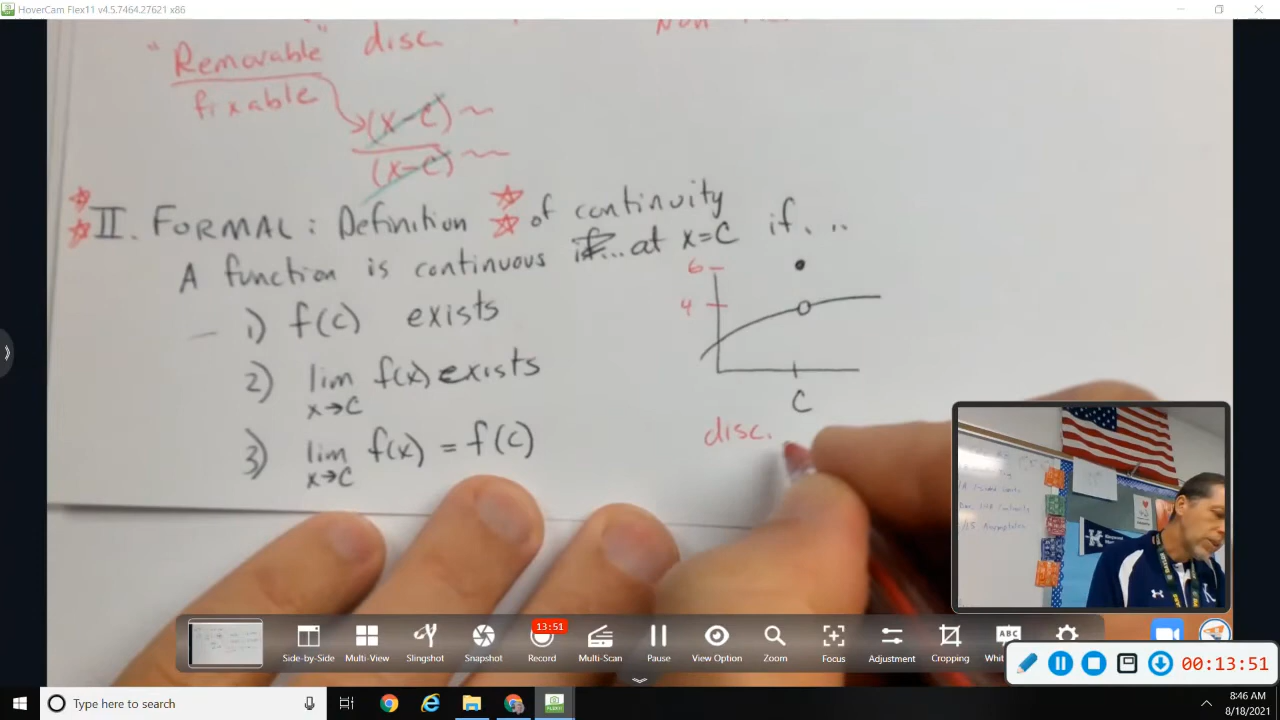 HoverCam Flex11 v4.5.7464.27621 x86
"Removable" disc.
fixable
(x-c)
(x-c)
II. FORMAL: Definition of continuity
A function is continuous if... at x=c if...
1) f(c) exists
2) lim f(x) exists
x→c
3) lim f(x) = f(c)
x→c
6
4
c
disc.
13:51
Side-by-Side Multi-View Slingshot Snapshot Record Multi-Scan Pause View Option Zoom Focus Adjustment Cropping Whit
ABC
00:13:51
Type here to search
8:46 AM
8/18/2021